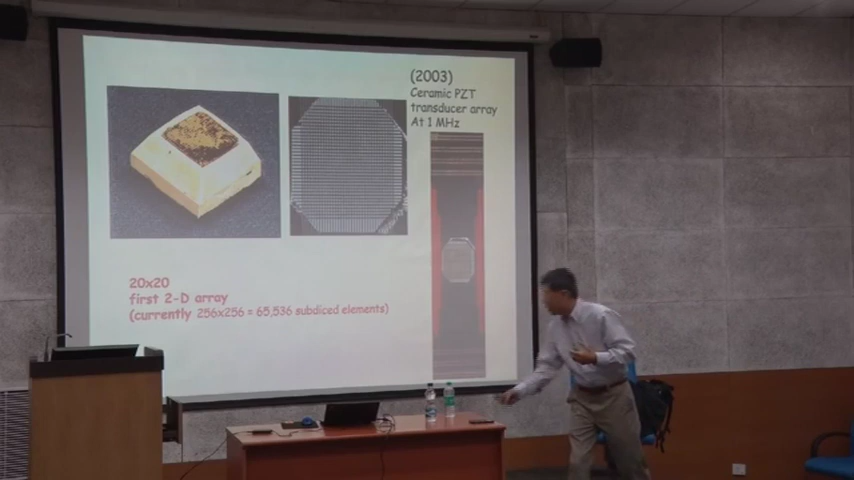 (2003)
Ceramic PZT
transducer array
At 1 MHz
20x20
first 2-D array
(currently 256x256 = 65,536 subdiced elements)